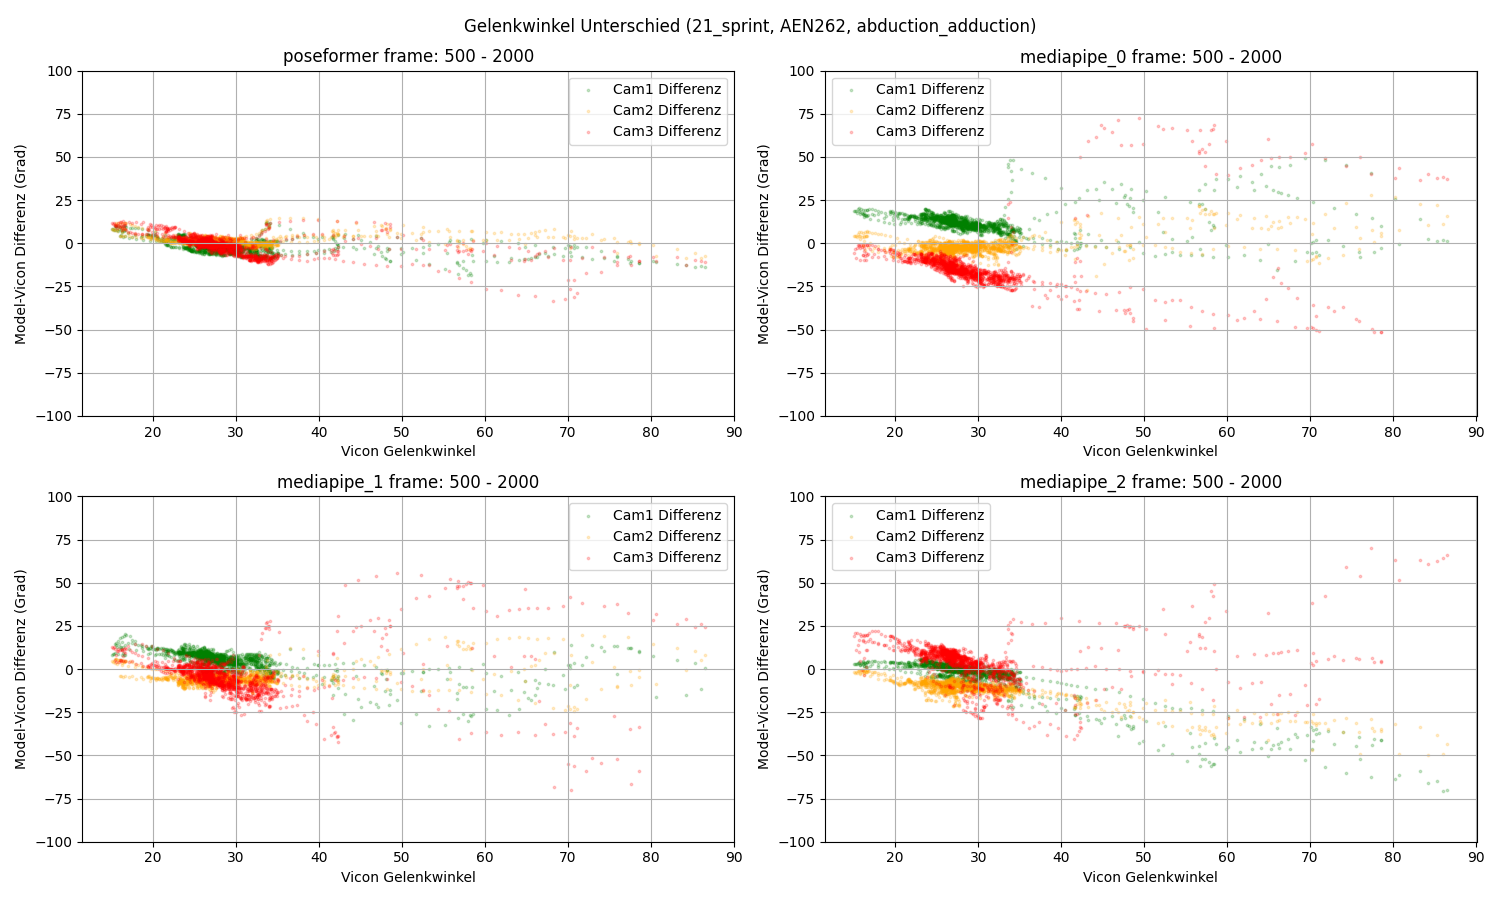 Gelenkwinkel Unterschied (21_sprint, AEN262, abduction_adduction)
poseformer frame: 500 - 2000
Model-Vicon Differenz (Grad)
100
75
50
25
0
−25
−50
−75
−100
Cam1 Differenz
Cam2 Differenz
Cam3 Differenz
20 30 40 50 60 70 80 90
Vicon Gelenkwinkel
mediapipe_0 frame: 500 - 2000
Model-Vicon Differenz (Grad)
100
75
50
25
0
−25
−50
−75
−100
Cam1 Differenz
Cam2 Differenz
Cam3 Differenz
20 30 40 50 60 70 80 90
Vicon Gelenkwinkel
mediapipe_1 frame: 500 - 2000
Model-Vicon Differenz (Grad)
100
75
50
25
0
−25
−50
−75
−100
Cam1 Differenz
Cam2 Differenz
Cam3 Differenz
20 30 40 50 60 70 80 90
Vicon Gelenkwinkel
mediapipe_2 frame: 500 - 2000
Model-Vicon Differenz (Grad)
100
75
50
25
0
−25
−50
−75
−100
Cam1 Differenz
Cam2 Differenz
Cam3 Differenz
20 30 40 50 60 70 80 90
Vicon Gelenkwinkel